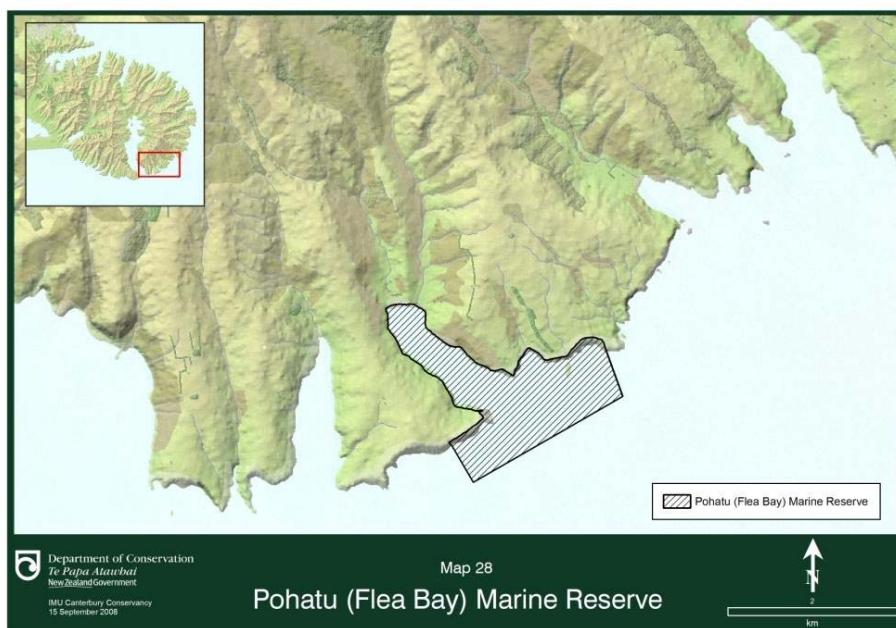 Pohatu (Flea Bay) Marine Reserve
Department of Conservation
Te Papa Atawhai
New Zealand Government
IMU Canterbury Conservancy
15 September 2008
Map 28
Pohatu (Flea Bay) Marine Reserve
N
2
km